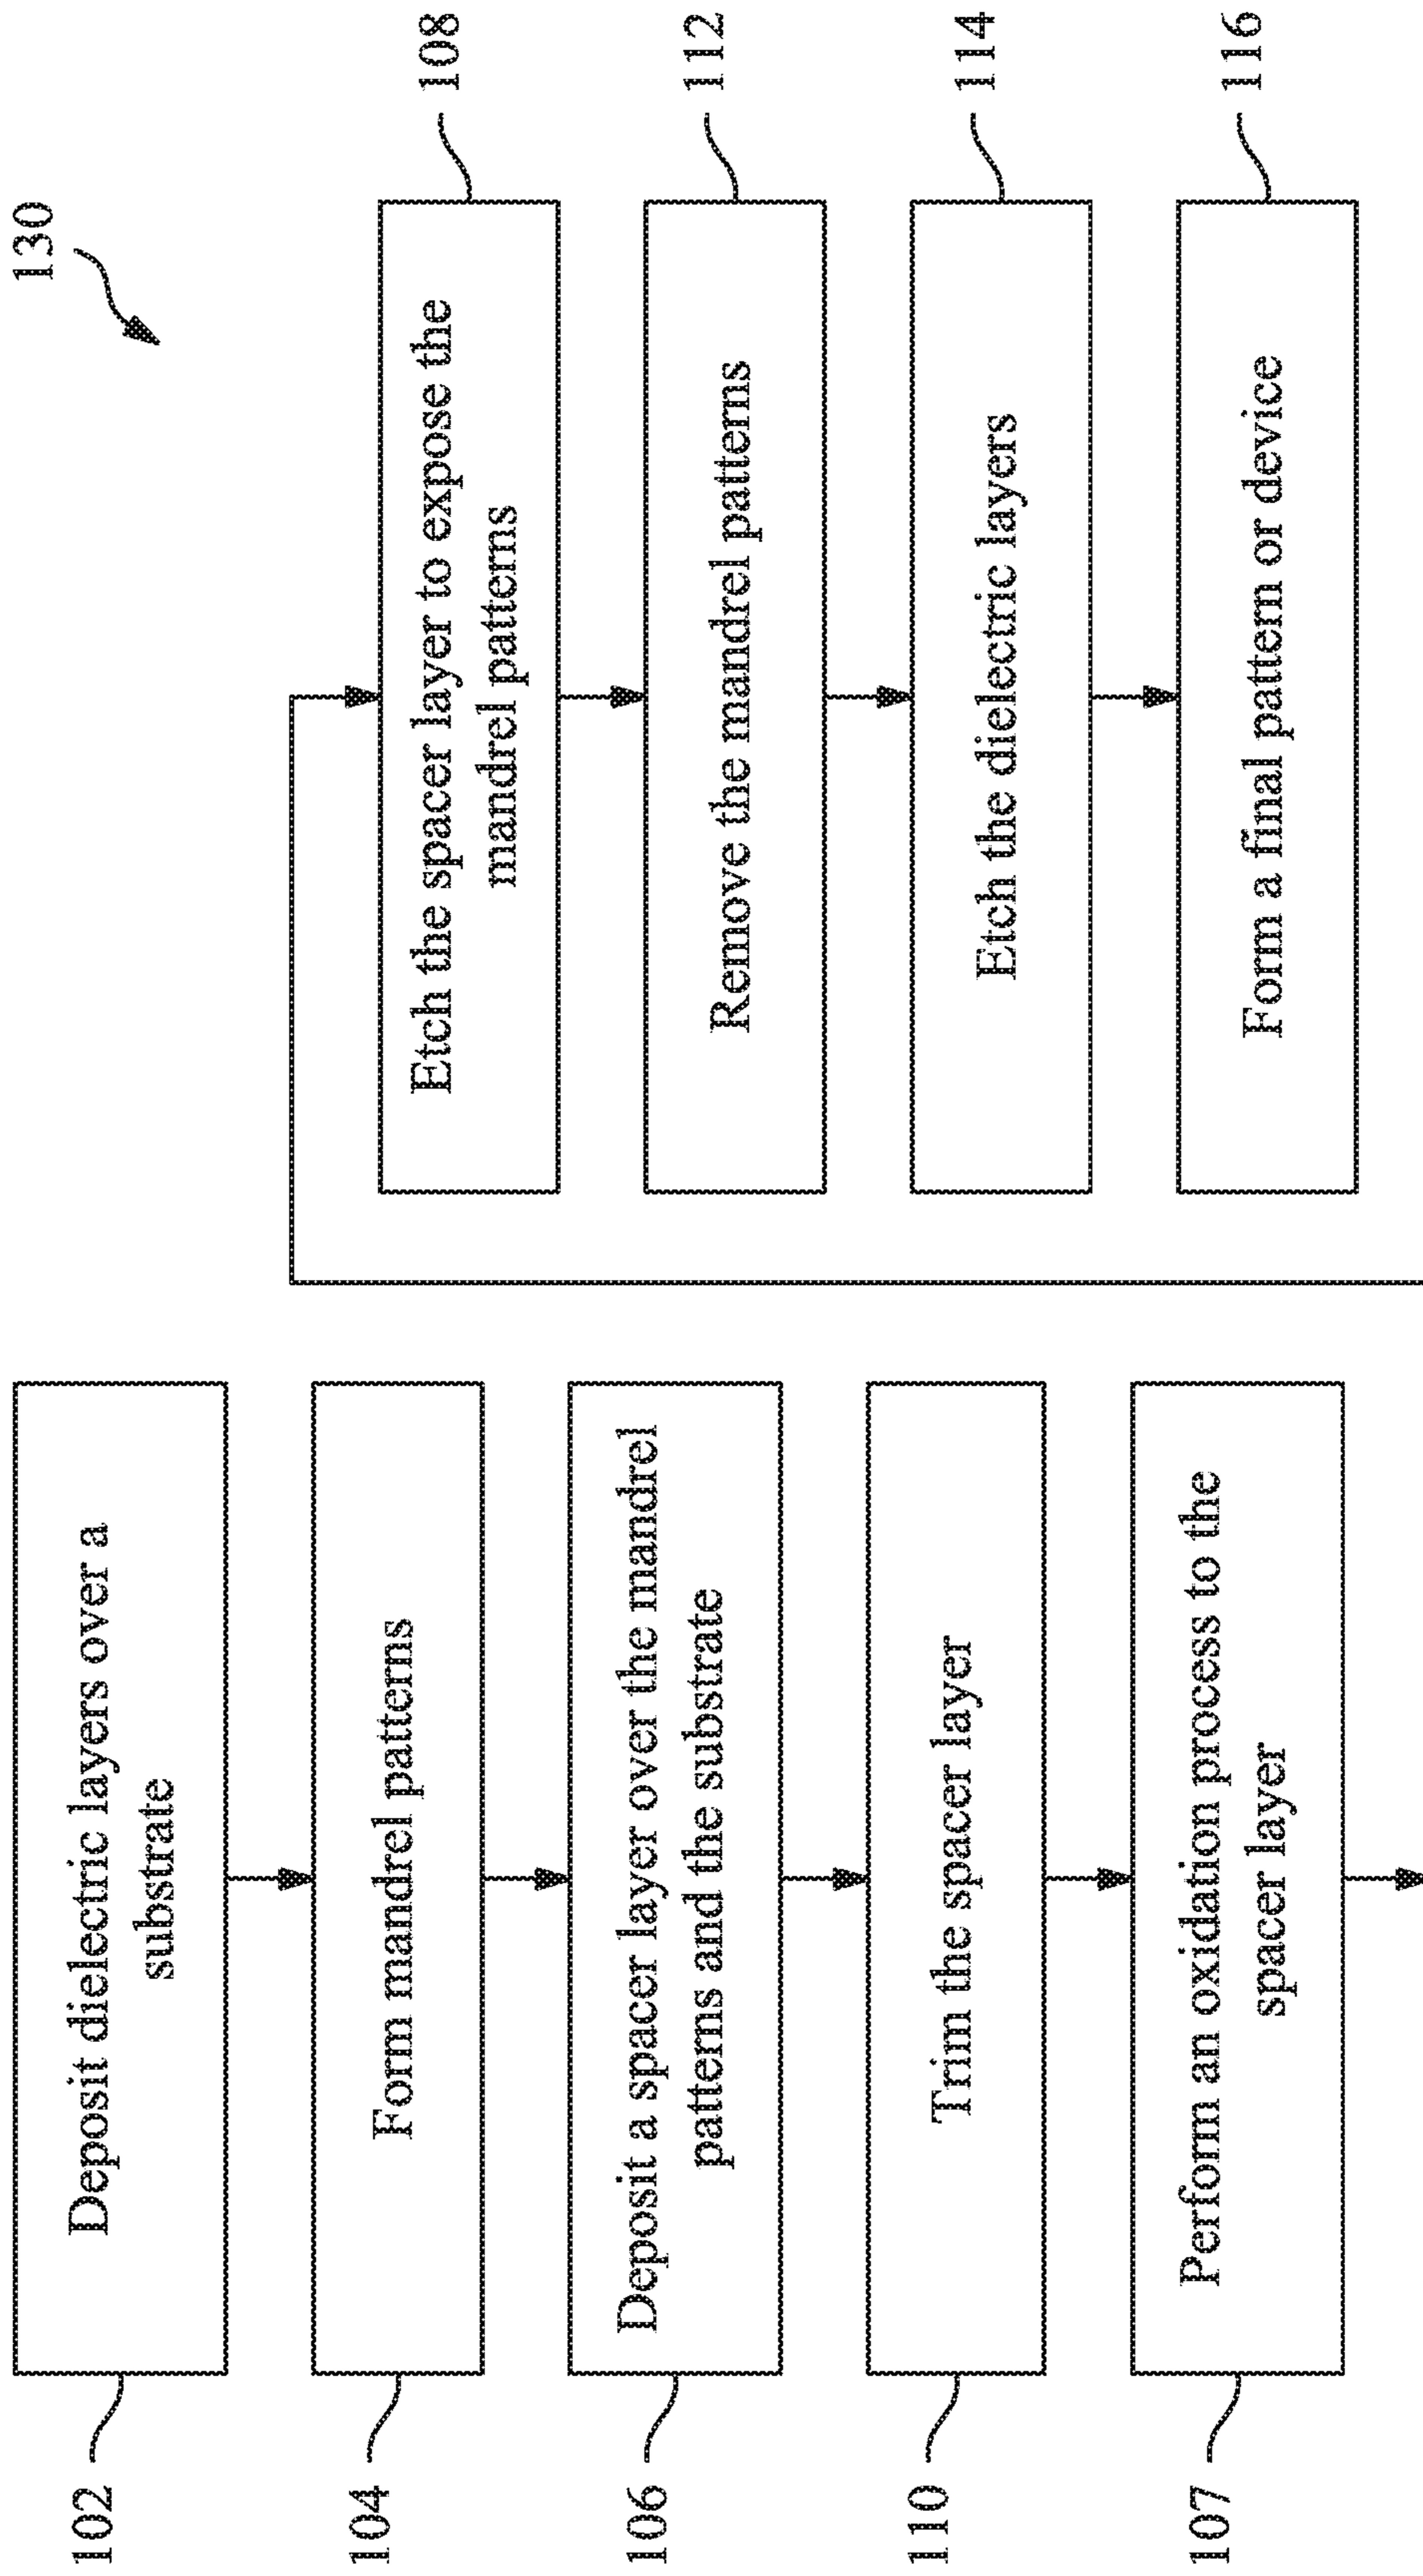 130
102
Deposit dielectric layers over a
substrate
104
Form mandrel patterns
106
Deposit a spacer layer over the mandrel
patterns and the substrate
110
Trim the spacer layer
107
Perform an oxidation process to the
spacer layer
Etch the spacer layer to expose the
mandrel patterns
108
Remove the mandrel patterns
112
Etch the dielectric layers
114
Form a final pattern or device
116